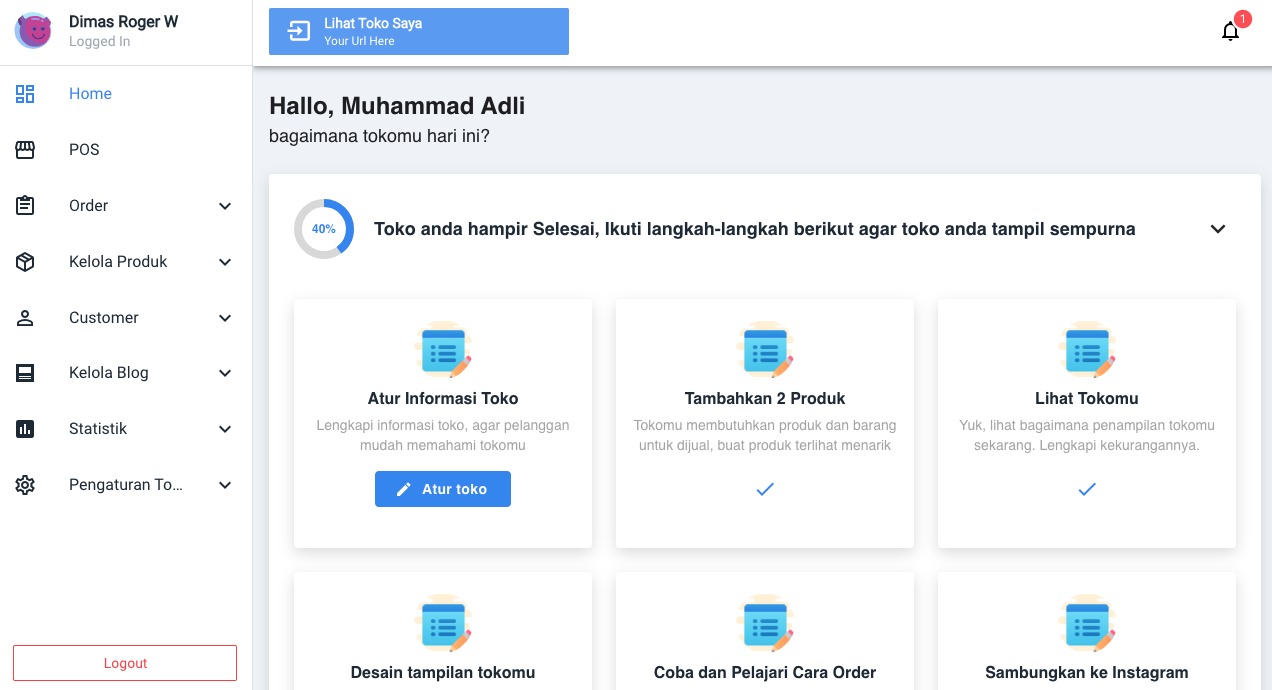 Dimas Roger W
Logged In
Home
POS
Order
Kelola Produk
Customer
Kelola Blog
Statistik
Pengaturan To...
Logout
Lihat Toko Saya
Your Url Here
1
Hallo, Muhammad Adli
bagaimana tokomu hari ini?
40%
Toko anda hampir Selesai, Ikuti langkah-langkah berikut agar toko anda tampil sempurna
Atur Informasi Toko
Lengkapi informasi toko, agar pelanggan
mudah memahami tokomu
Atur toko
Tambahkan 2 Produk
Tokomu membutuhkan produk dan barang
untuk dijual, buat produk terlihat menarik
Lihat Tokomu
Yuk, lihat bagaimana penampilan tokomu
sekarang. Lengkapi kekurangannya.
Desain tampilan tokomu
Coba dan Pelajari Cara Order
Sambungkan ke Instagram